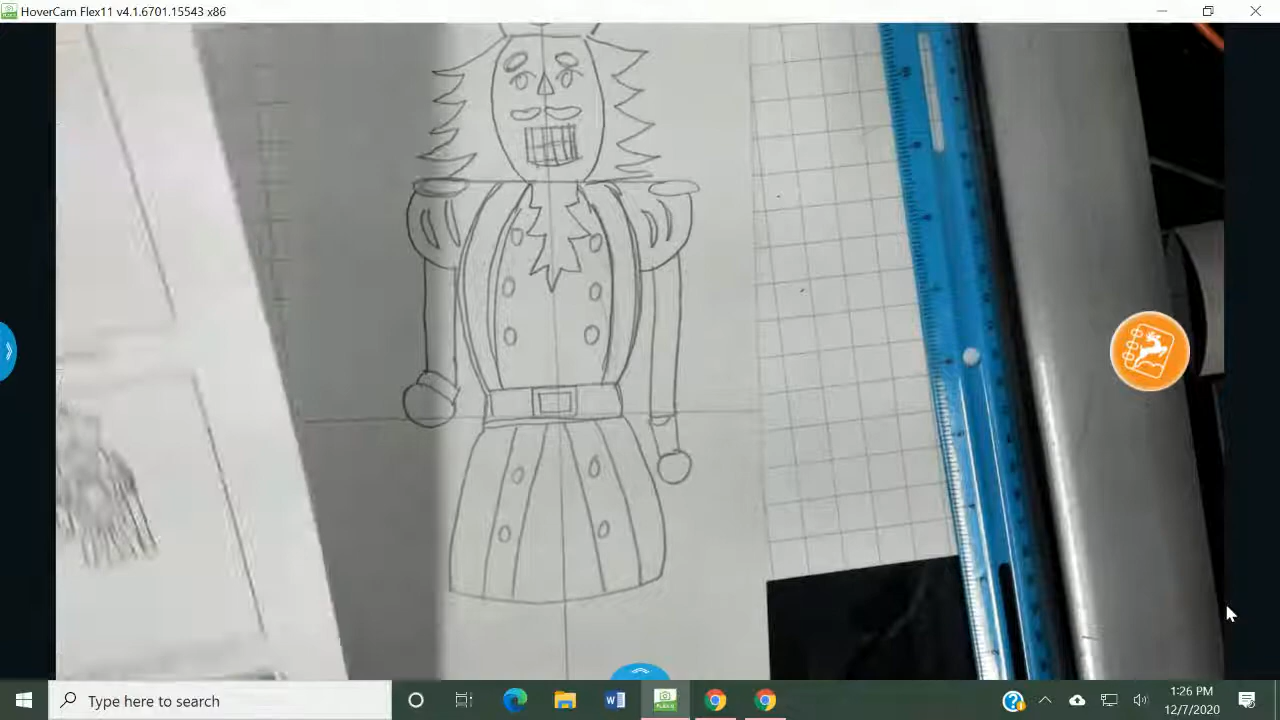 HoverCam Flex11 v4.1.6701.15543 x86
Type here to search
1:26 PM
12/7/2020